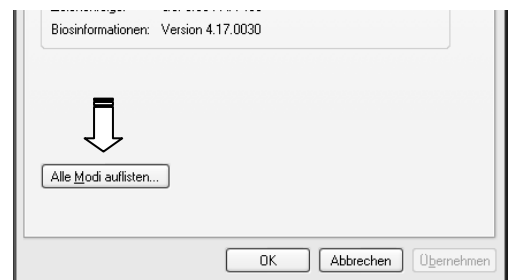 Biosinformationen: Version 4.17.0030
Alle Modi auflisten...
OK Abbrechen Übernehmen